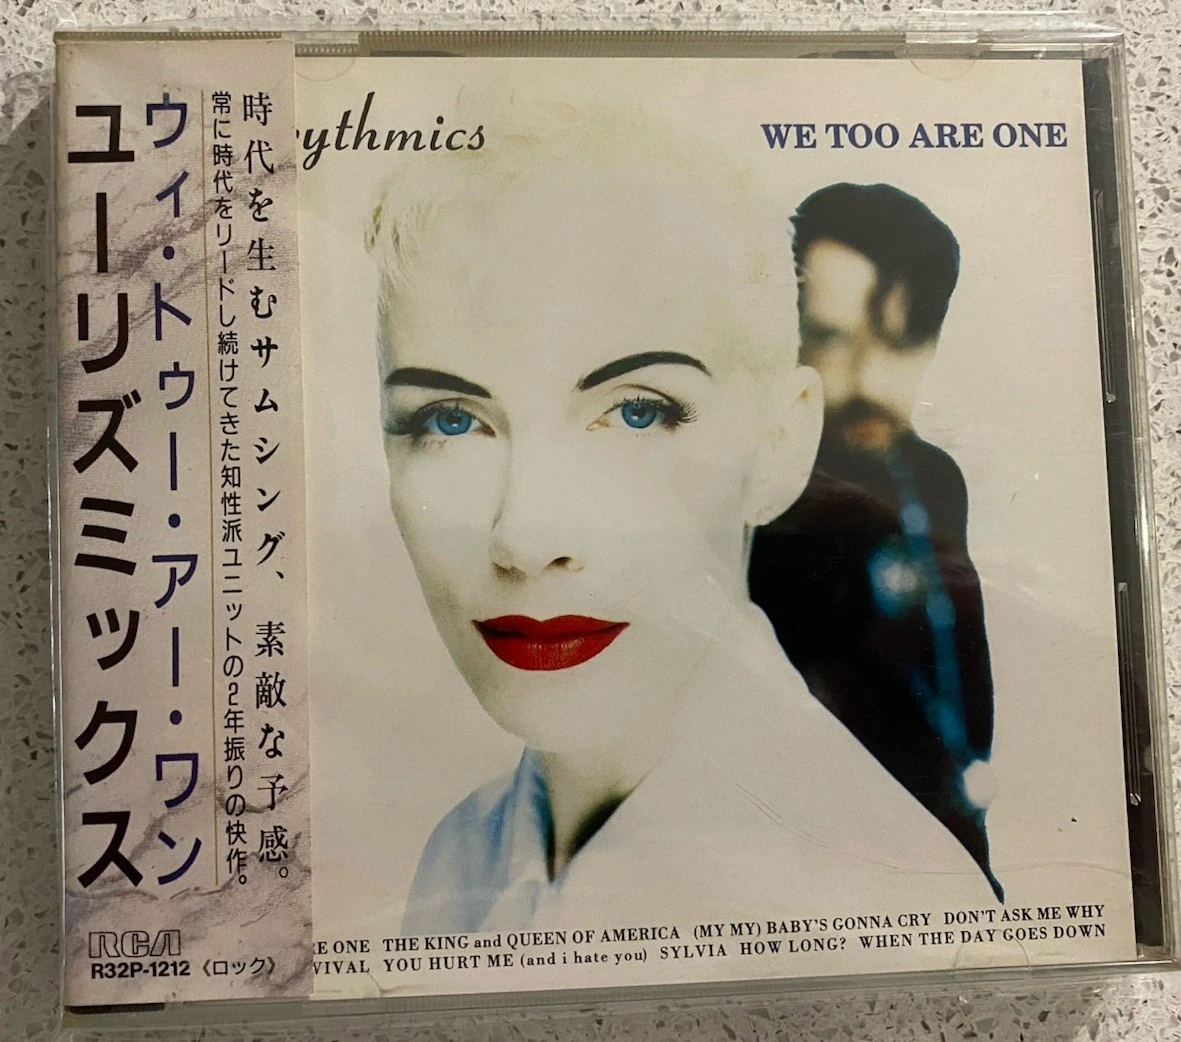 ユーリズミックス
ウィ・トゥー・アー・ワン
常に時代をリードし続けてきた知性派ユニットの2年振りの快作。
時代を生むサムシング、素敵な予感。
RCA
R32P-1212 〈ロック〉
rythmics
WE TOO ARE ONE
RE ONE THE KING and QUEEN OF AMERICA (MY MY) BABY'S GONNA CRY DON'T ASK ME WHY
VIVAL YOU HURT ME (and i hate you) SYLVIA HOW LONG? WHEN THE DAY GOES DOWN